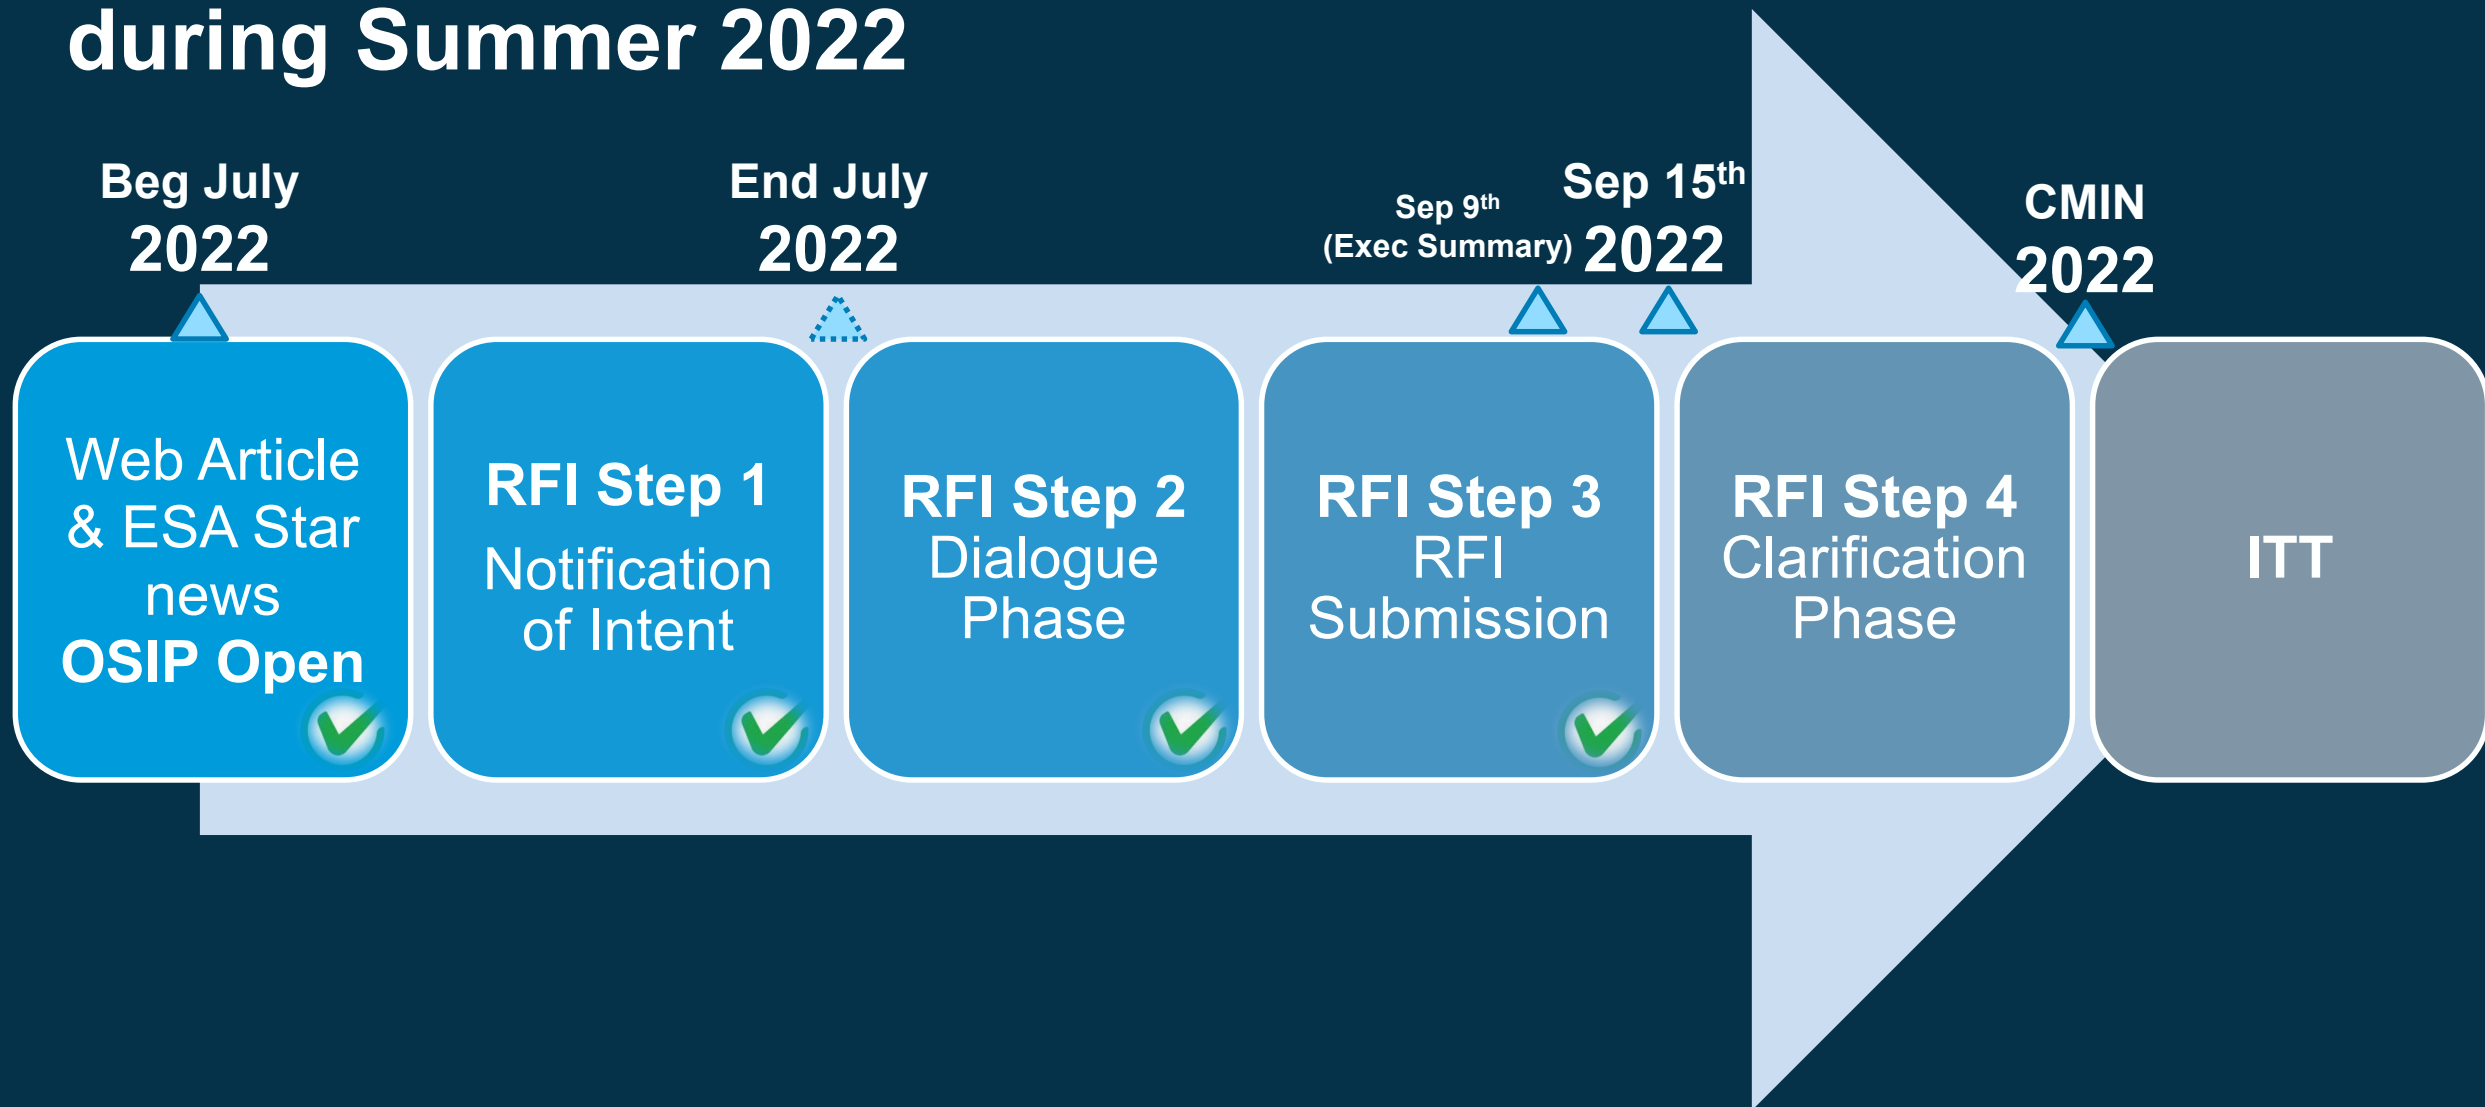 during Summer 2022
Beg July
2022
End July
2022
Sep 9th
(Exec Summary)
Sep 15th
2022
CMIN
2022
Web Article
& ESA Star
news
OSIP Open
RFI Step 1
Notification
of Intent
RFI Step 2
Dialogue
Phase
RFI Step 3
RFI
Submission
RFI Step 4
Clarification
Phase
ITT